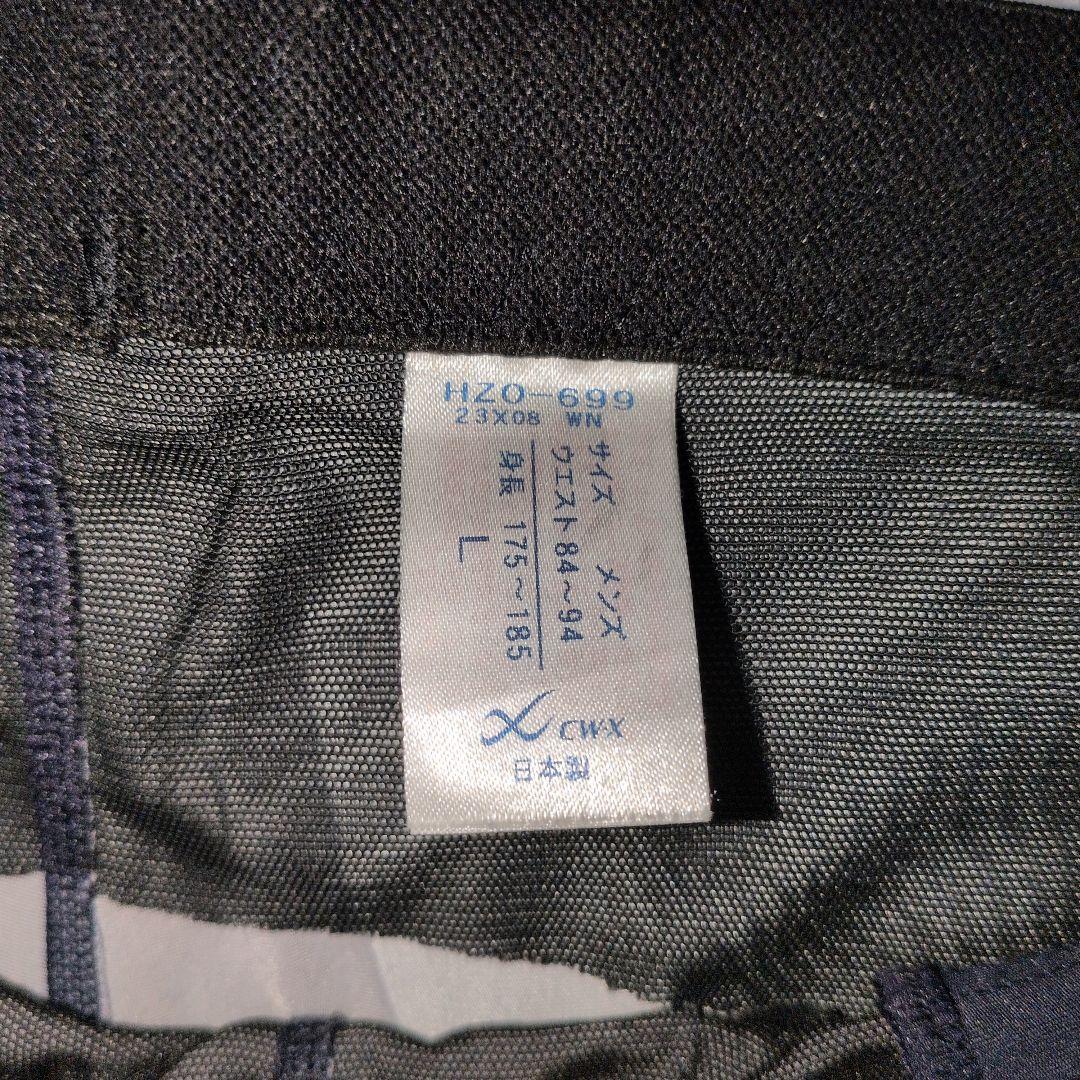 HZO-699
23X08 WN
サイズ メンズ
ウエスト84~94
身長 175~185
L
CW-X
日本製